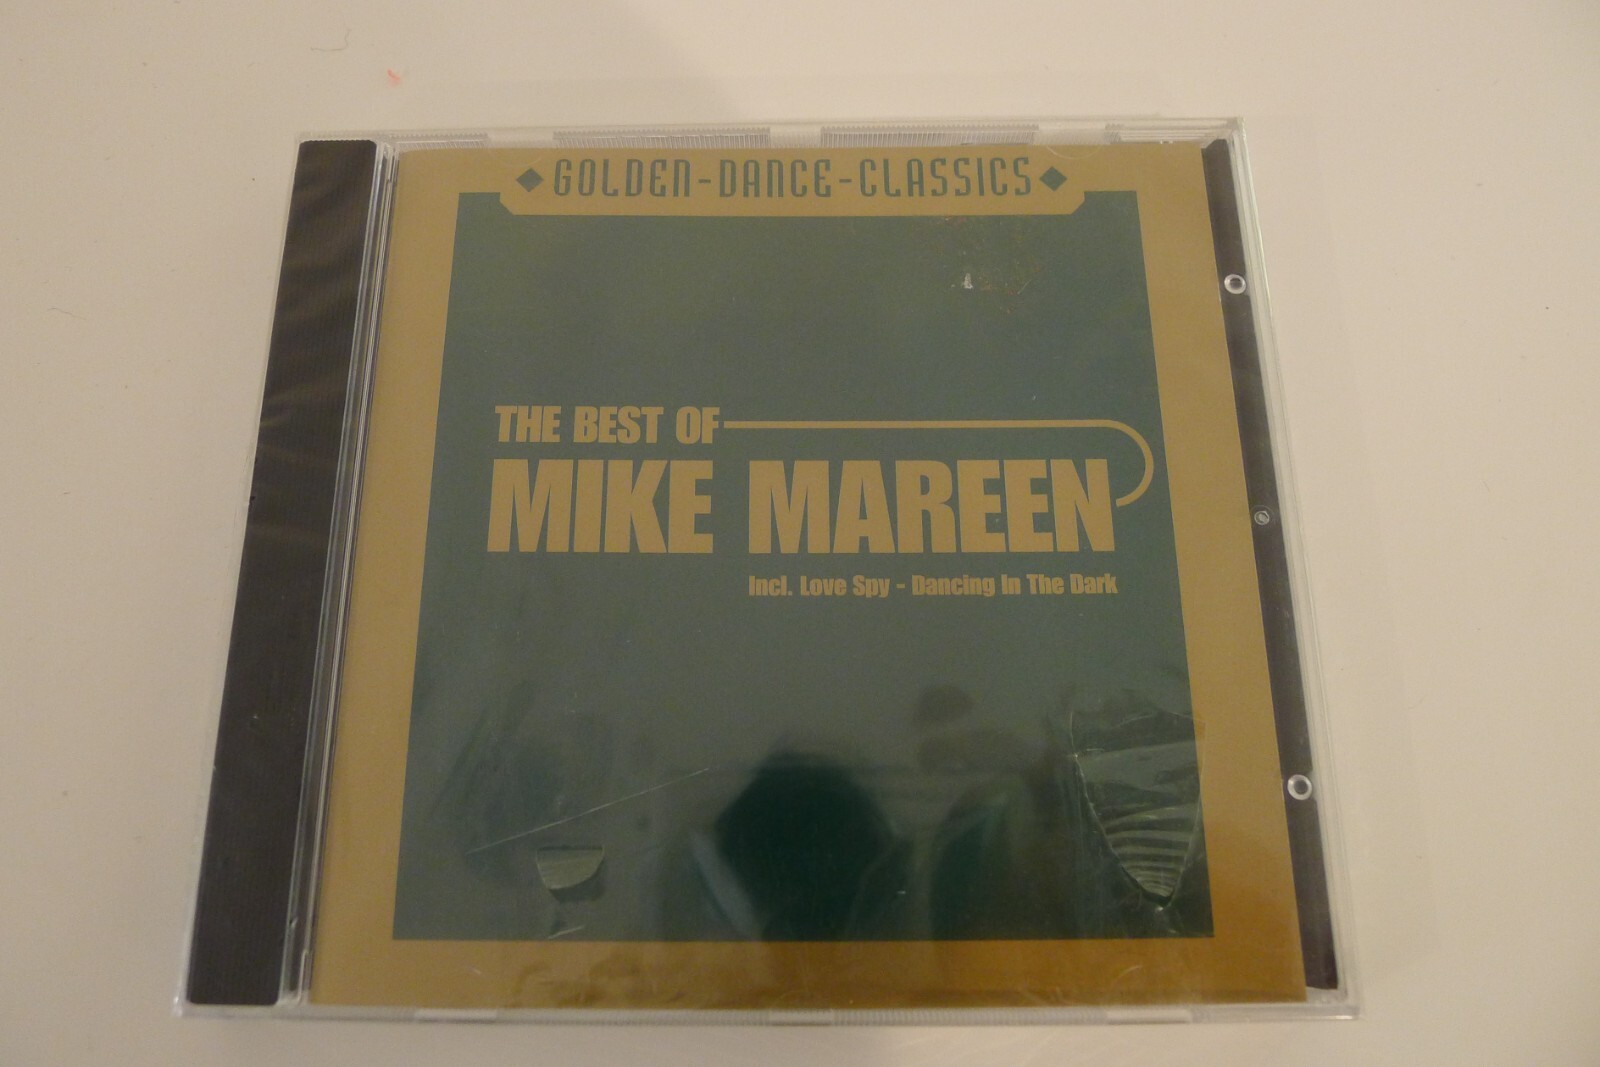 GOLDEN-DANCE-CLASSICS
THE BEST OF
MIKE MAREEN
Incl. Love Spy - Dancing In The Dark